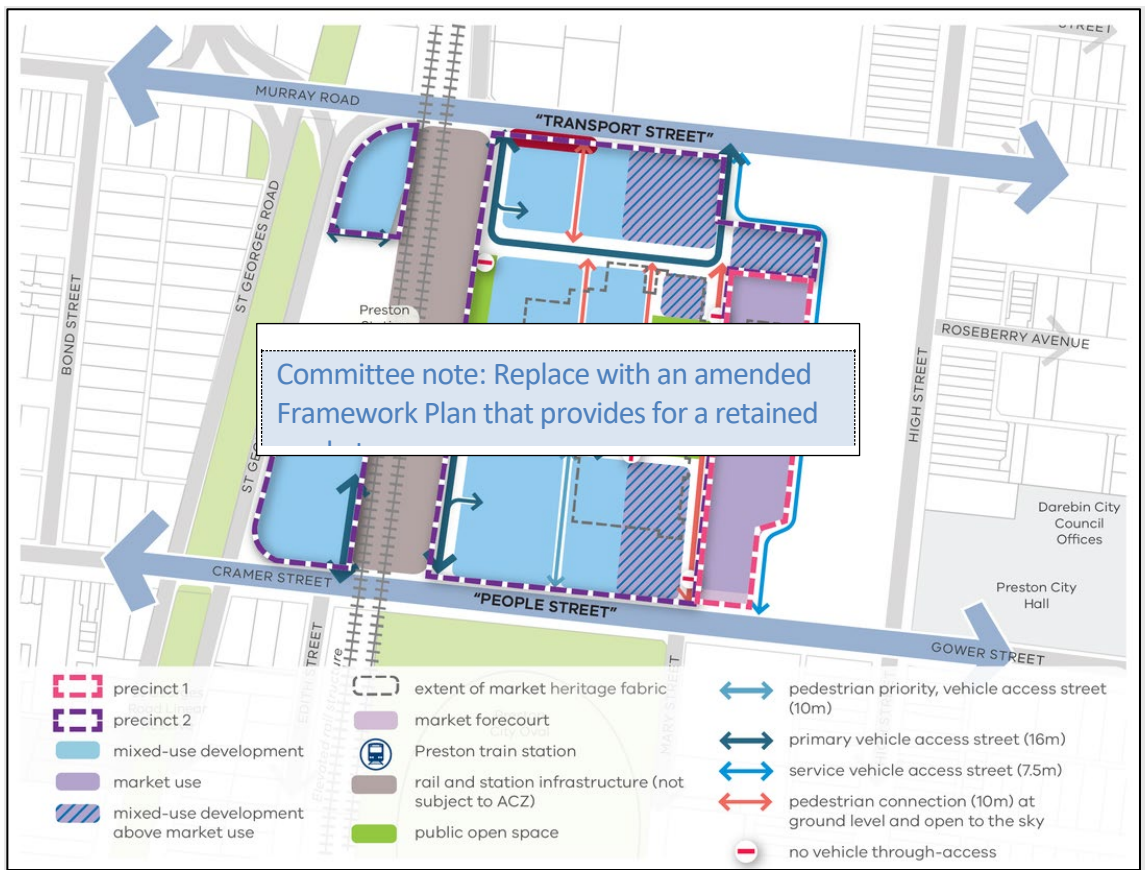 STREET
MURRAY ROAD
"TRANSPORT STREET"
ST GEORGES ROAD
BOND STREET
Preston
ROSEBERRY AVENUE
HIGH STREET
Committee note: Replace with an amended
Framework Plan that provides for a retained
Darebin City
Council
Offices
Preston City
Hall
CRAMER STREET
"PEOPLE STREET"
GOWER STREET
EDITH STREET
MARY STREET
Elevated rail structure
City Oval
precinct 1
precinct 2
mixed-use development
market use
mixed-use development
above market use
extent of market heritage fabric
market forecourt
Preston train station
rail and station infrastructure (not
subject to ACZ)
public open space
pedestrian priority, vehicle access street
(10m)
primary vehicle access street (16m)
service vehicle access street (7.5m)
pedestrian connection (10m) at
ground level and open to the sky
no vehicle through-access